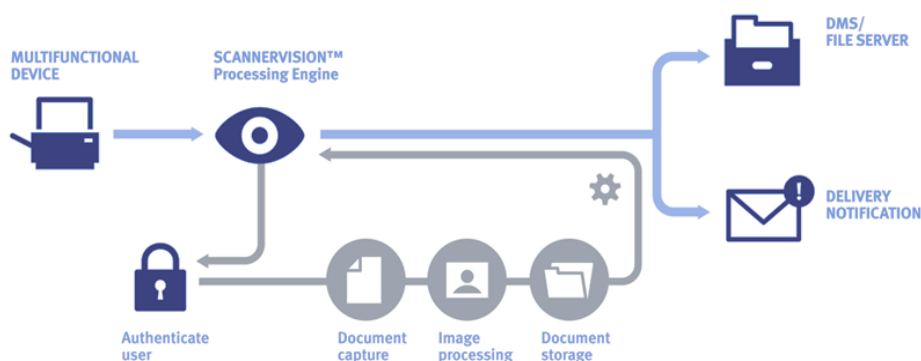 MULTIFUNCTIONAL
DEVICE
SCANNERVISION™
Processing Engine
DMS/
FILE SERVER
DELIVERY
NOTIFICATION
Authenticate
user
Document
capture
Image
processing
Document
storage